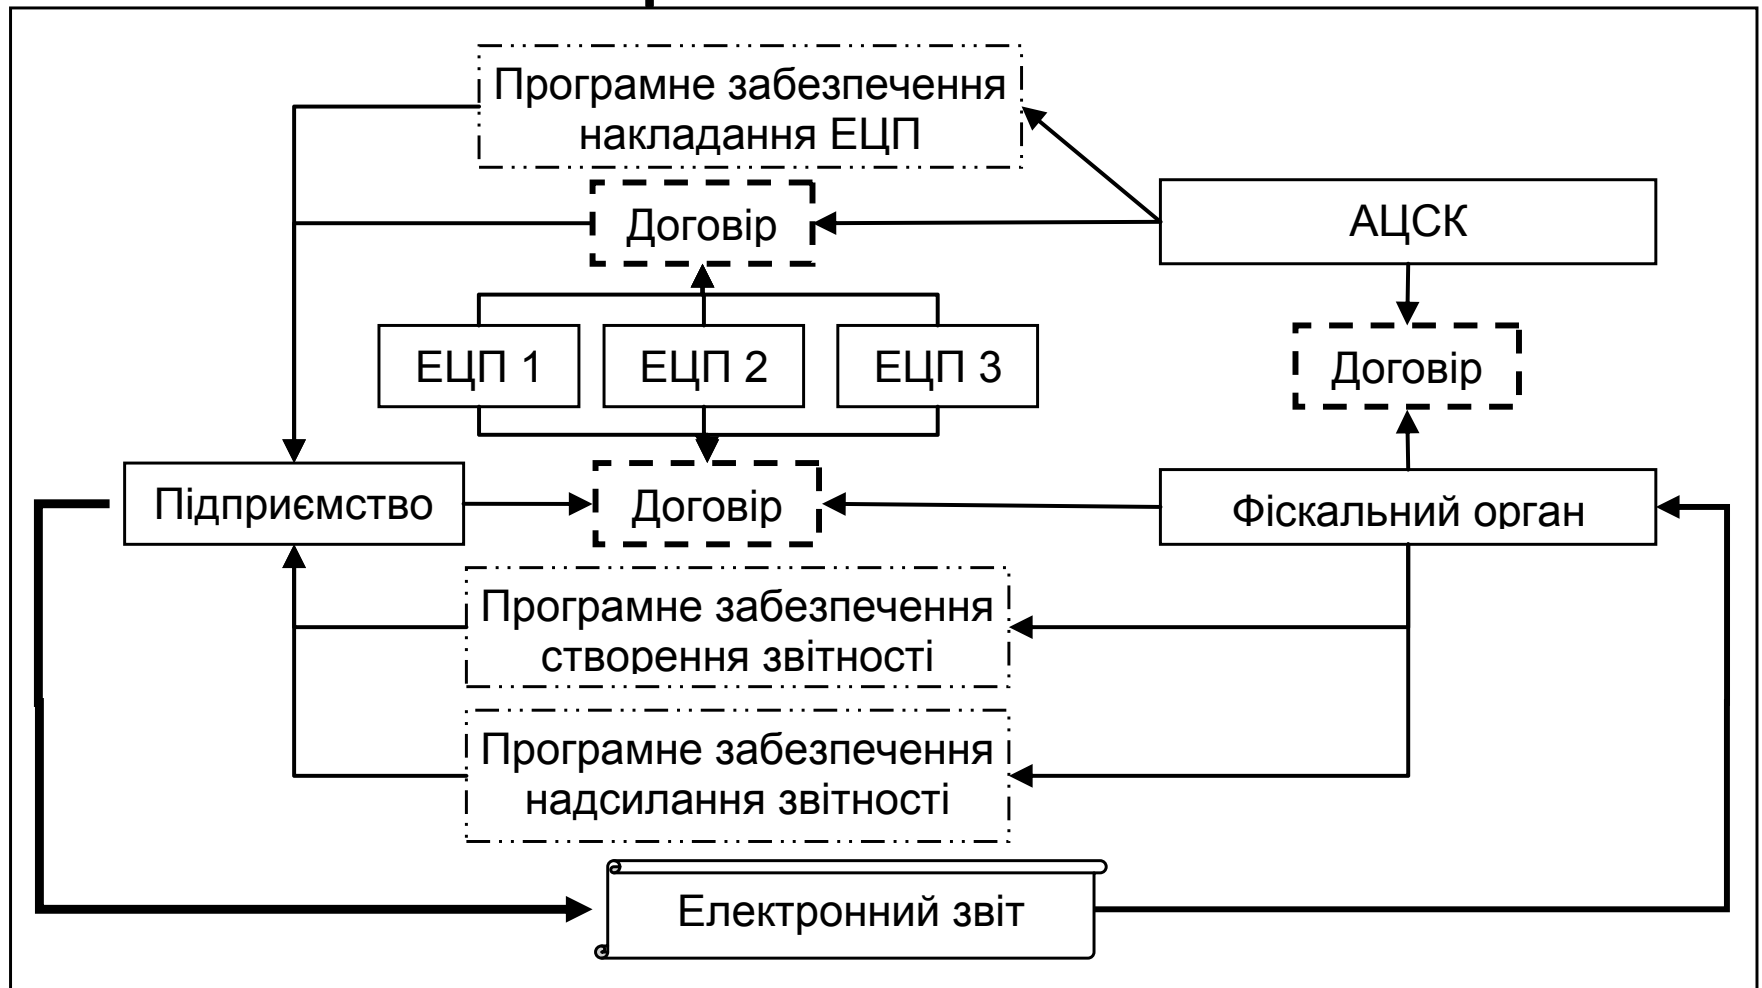 Програмне забезпечення
накладання ЕЦП
Договір
АЦСК
ЕЦП 1
ЕЦП 2
ЕЦП 3
Договір
Підприємство
Договір
Фіскальний орган
Програмне забезпечення
створення звітності
Програмне забезпечення
надсилання звітності
Електронний звіт